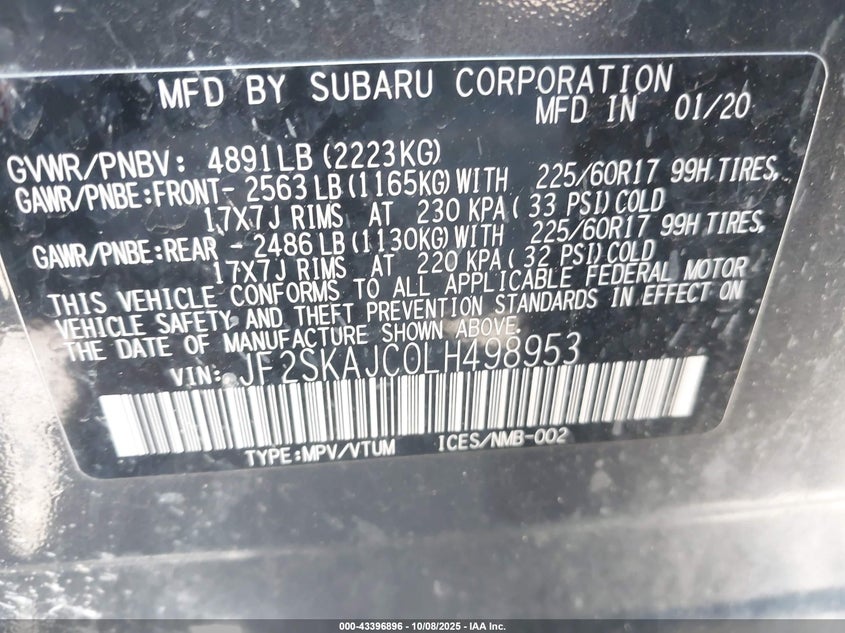 MFD BY SUBARU CORPORATION
MFD IN 01/20
GVWR/PNBV: 4891LB (2223KG)
GAWR/PNBE:FRONT- 2563LB(1165KG)WITH 225/60R17 99H TIRES,
17X7J RIMS AT 230 KPA( 33 PSI)COLD
GAWR/PNBE:REAR - 2486LB(1130KG)WITH 225/60R17 99H TIRES,
17X7J RIMS AT 220 KPA( 32 PSI)COLD
THIS VEHICLE CONFORMS TO ALL APPLICABLE FEDERAL MOTOR
VEHICLE SAFETY AND THEFT PREVENTION STANDARDS IN EFFECT ON
THE DATE OF MANUFACTURE SHOWN ABOVE.
VIN: JF2SKAJC0LH498953
TYPE:MPV/VTUM ICES/NMB-002
000-43396896 - 10/08/2025 - IAA Inc.